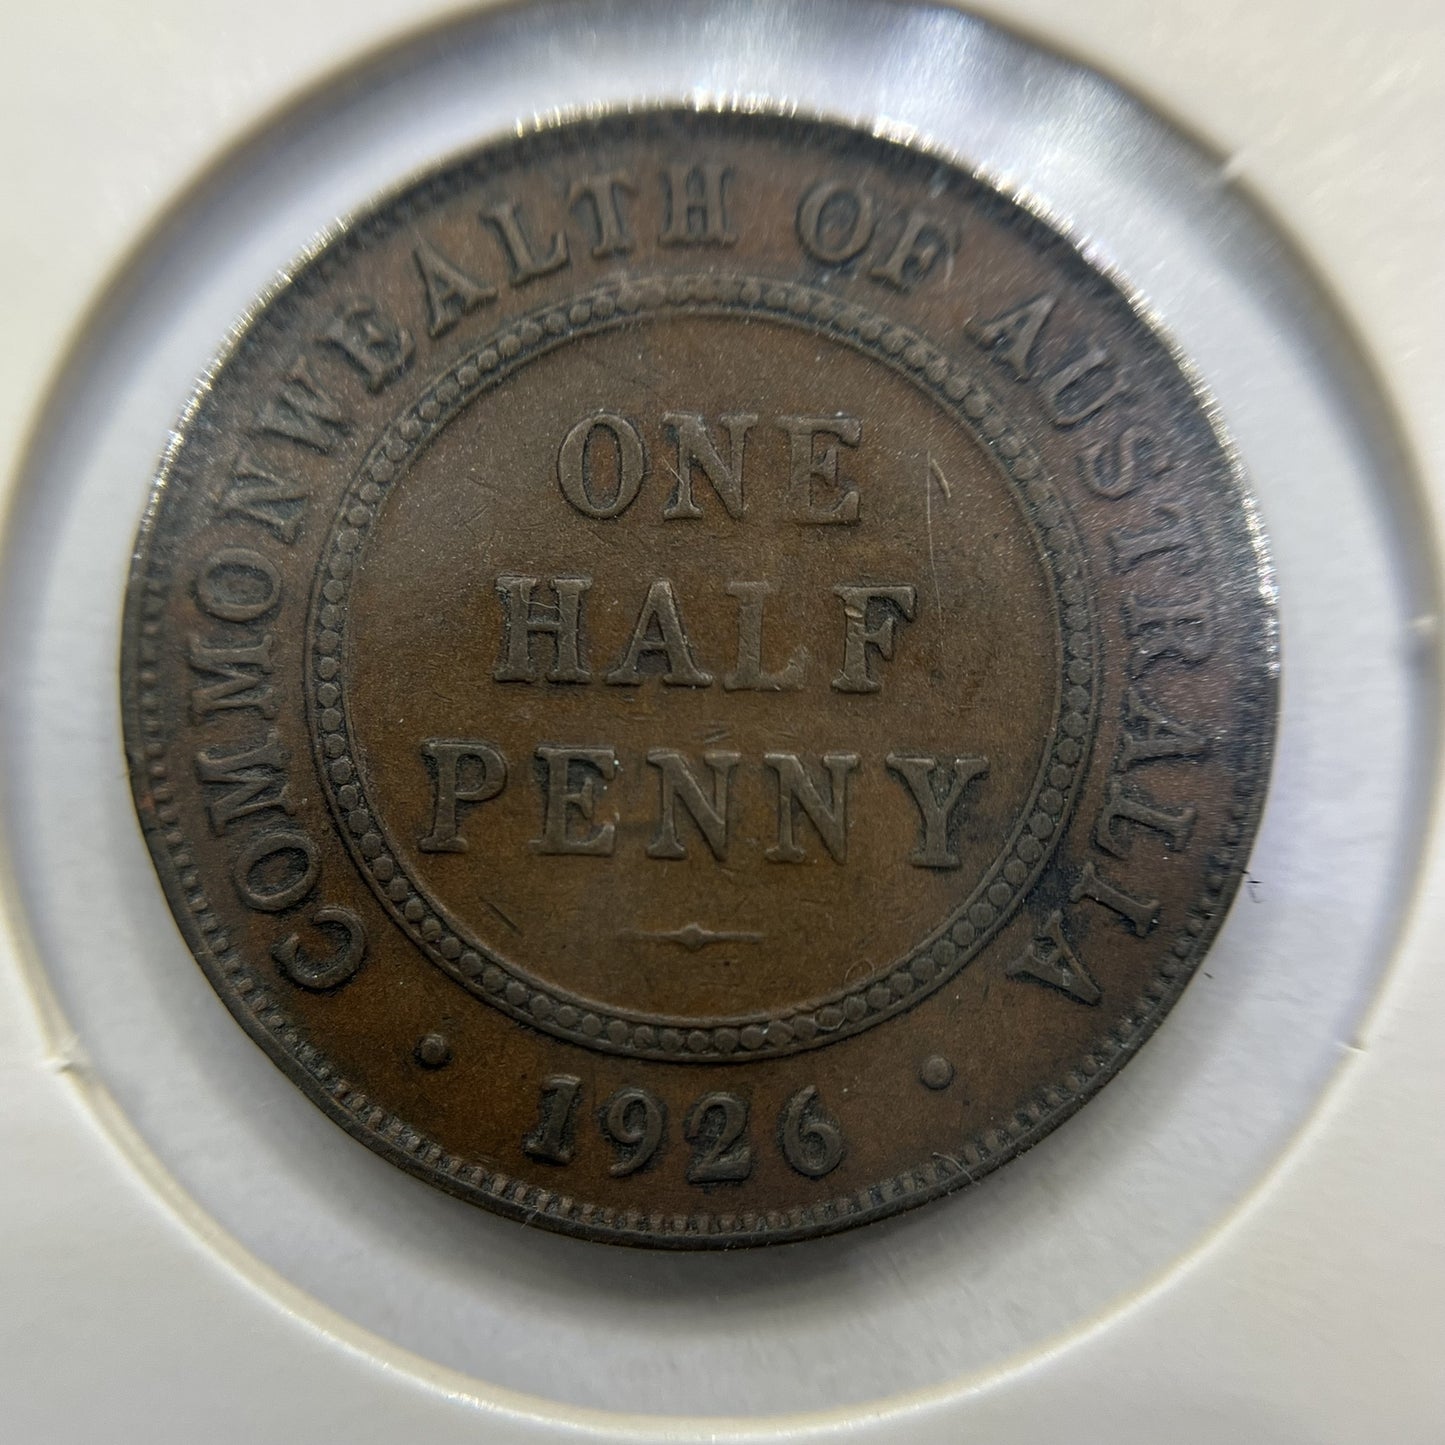 COMMONWEALTH OF AUSTRALIA
ONE
HALF
PENNY
· 1926 ·